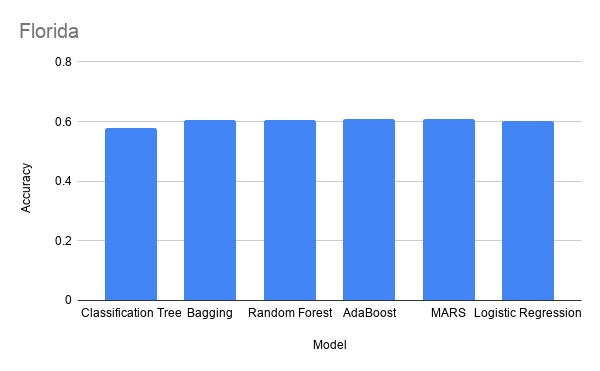 Florida
0.8
0.6
0.4
0.2
0
Accuracy
Classification Tree Bagging Random Forest AdaBoost MARS Logistic Regression
Model